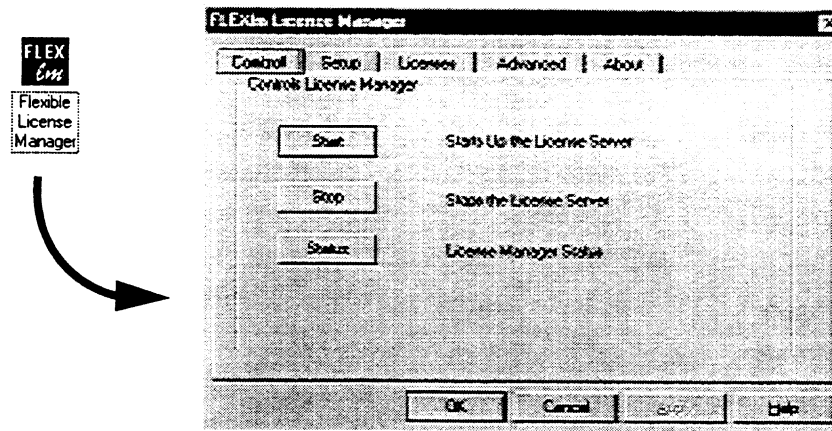 FLEXlm License Manager
FLEX
lm
Flexible
License
Manager
Control Setup Licenses Advanced About
Controls License Manager
Start Starts Up the License Server
Stop Stops the License Server
Status License Manager Status
OK Cancel Help